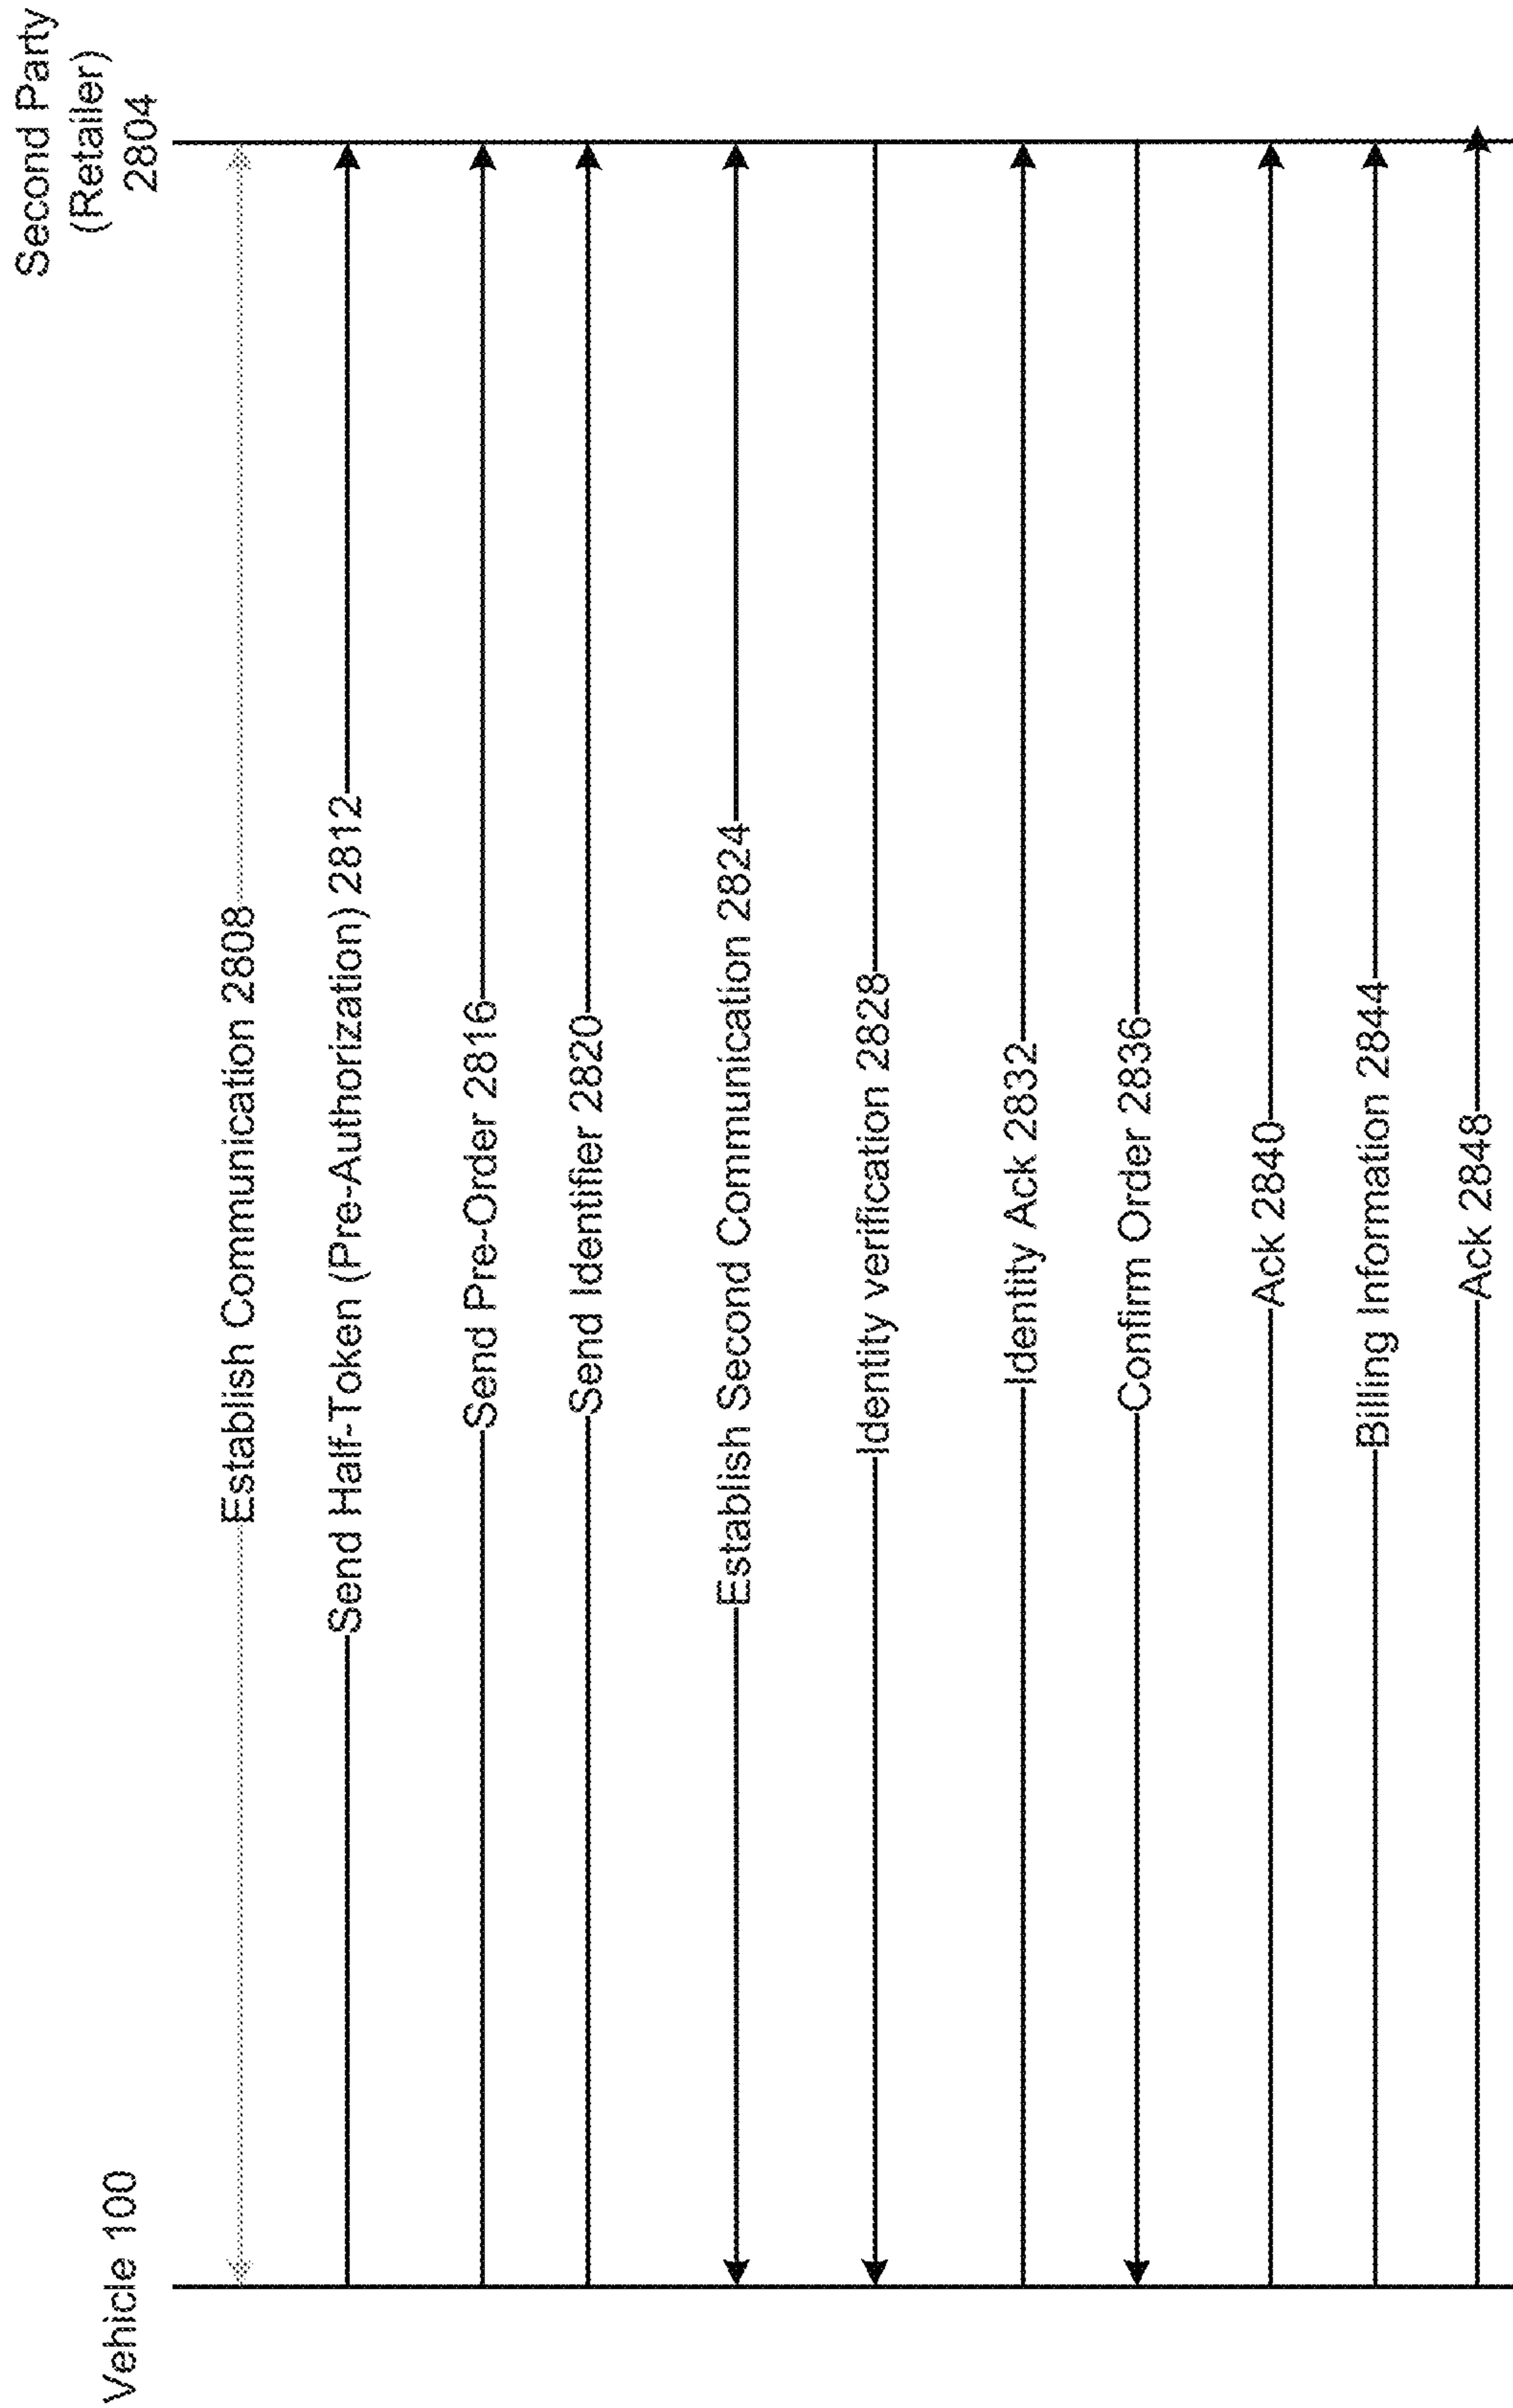 Vehicle 100
Second Party
(Retailer)
2804
Establish Communication 2808
Send Half-Token (Pre-Authorization) 2812
Send Pre-Order 2816
Send Identifier 2820
Establish Second Communication 2824
Identity verification 2828
Identity Ack 2832
Confirm Order 2836
Ack 2840
Billing Information 2844
Ack 2848